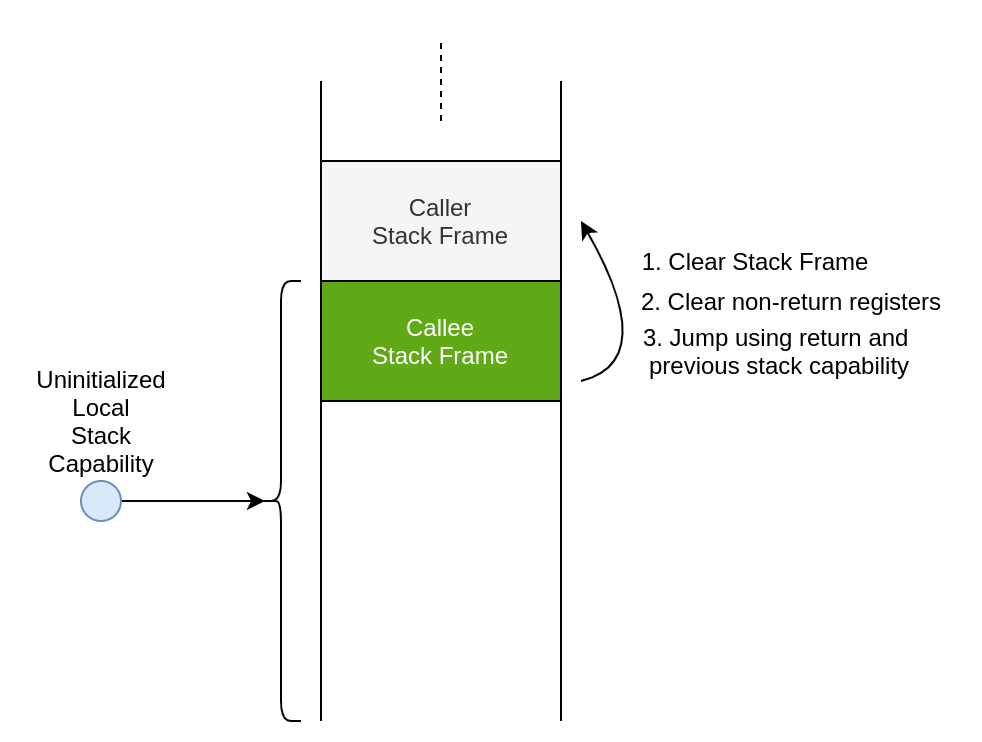 Caller
Stack Frame
Callee
Stack Frame
Uninitialized
Local
Stack
Capability
1. Clear Stack Frame
2. Clear non-return registers
3. Jump using return and
previous stack capability